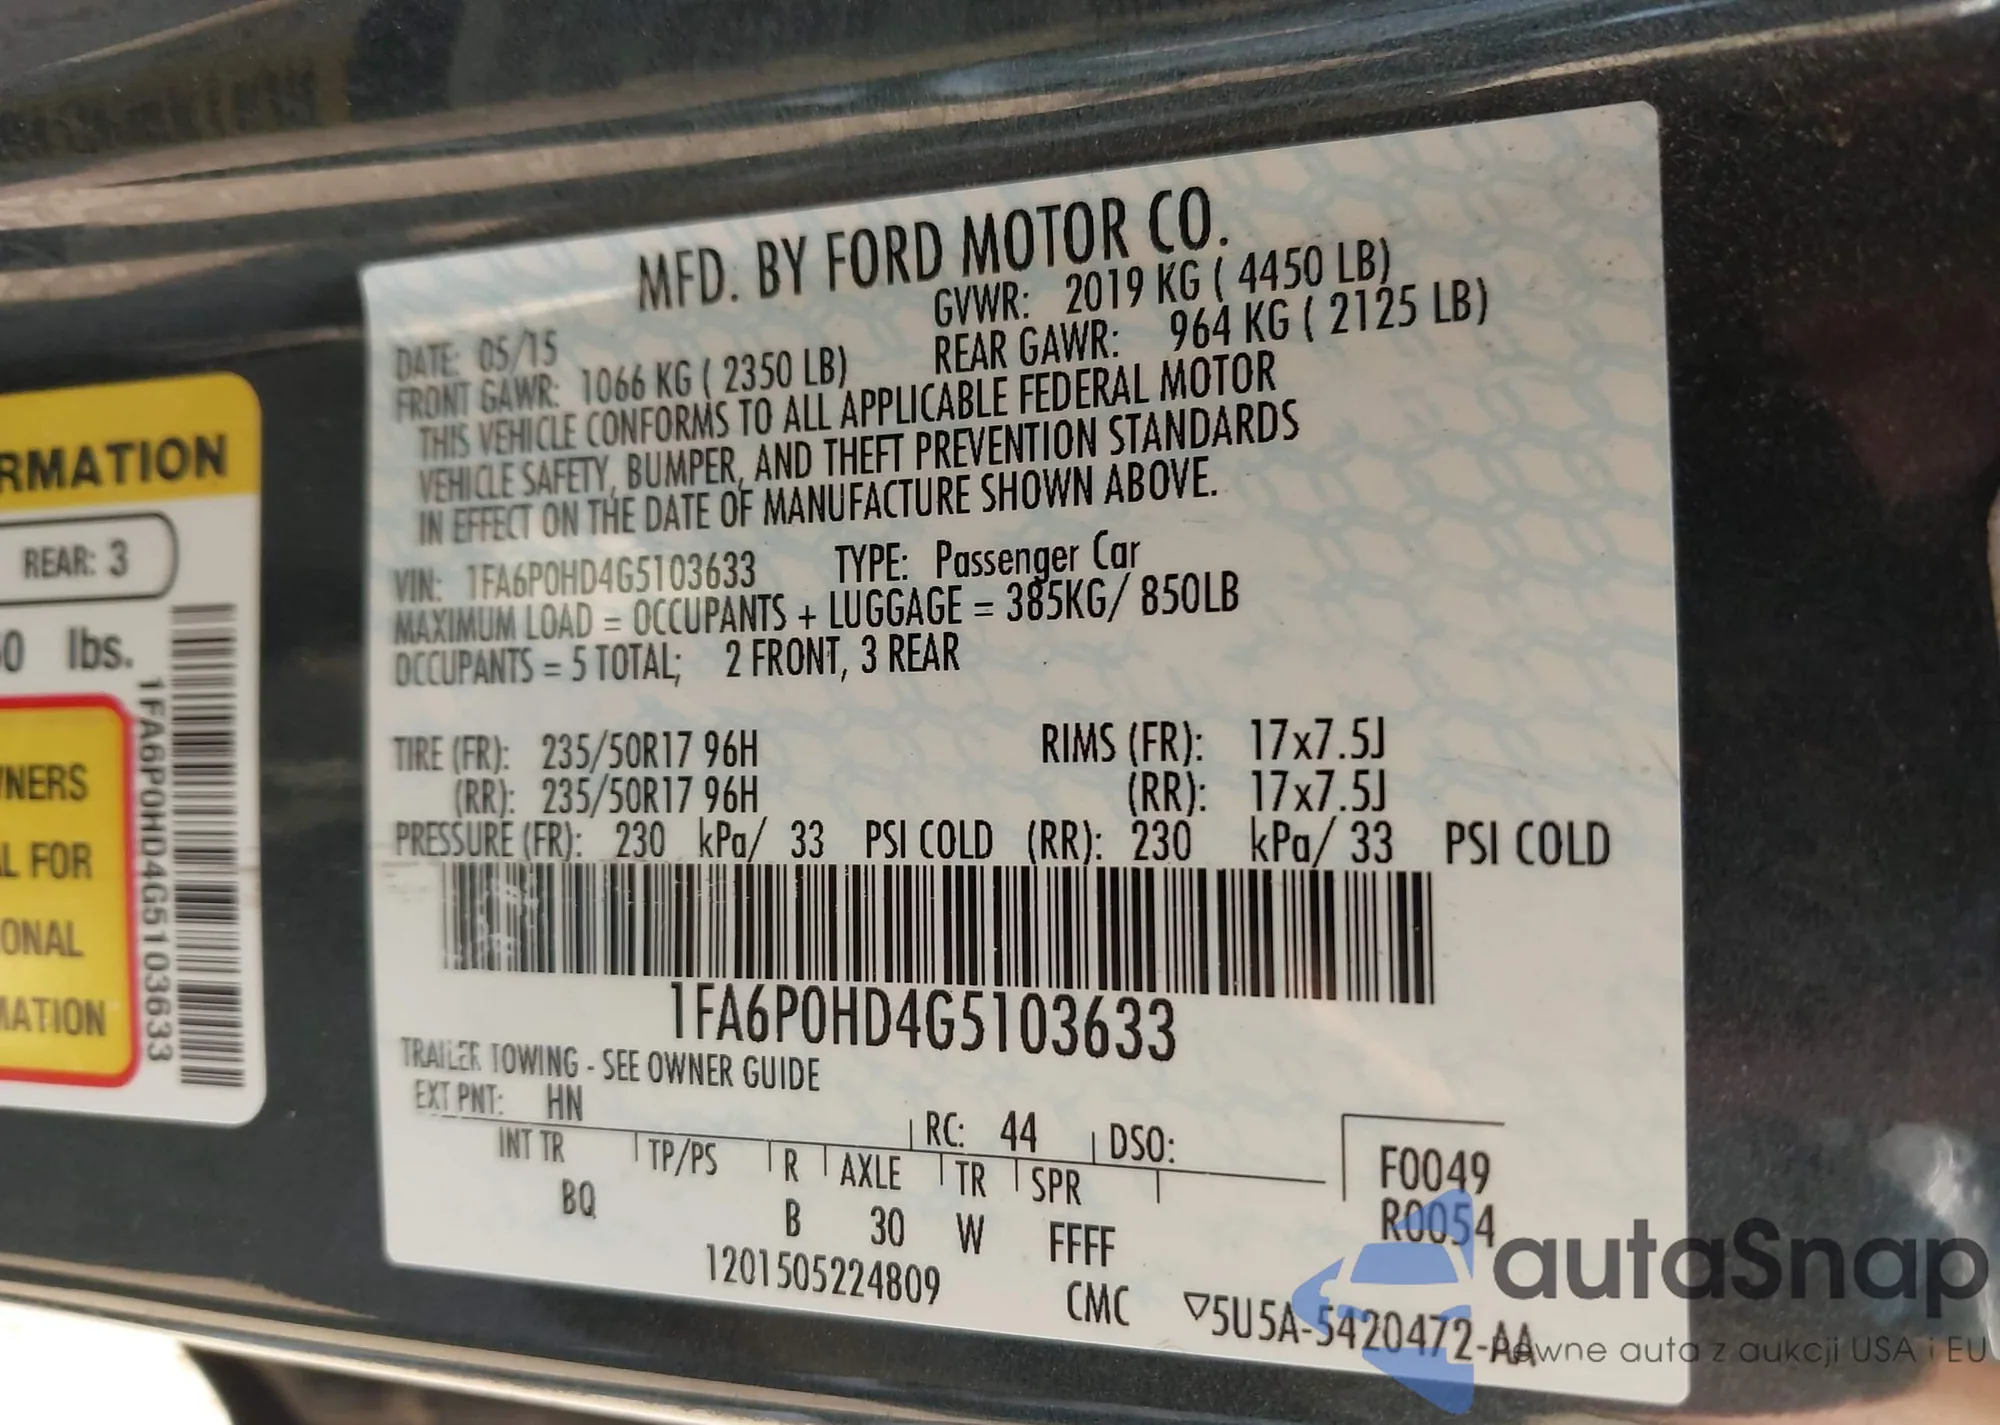 MFD. BY FORD MOTOR CO.
DATE: 05/15 GVWR: 2019 KG ( 4450 LB)
FRONT GAWR: 1066 KG ( 2350 LB) REAR GAWR: 964 KG ( 2125 LB)
THIS VEHICLE CONFORMS TO ALL APPLICABLE FEDERAL MOTOR
VEHICLE SAFETY, BUMPER, AND THEFT PREVENTION STANDARDS
IN EFFECT ON THE DATE OF MANUFACTURE SHOWN ABOVE.
VIN: 1FA6P0HD4G5103633 TYPE: Passenger Car
MAXIMUM LOAD = OCCUPANTS + LUGGAGE = 385KG/ 850LB
OCCUPANTS = 5 TOTAL; 2 FRONT, 3 REAR
TIRE (FR): 235/50R17 96H RIMS (FR): 17x7.5J
(RR): 235/50R17 96H (RR): 17x7.5J
PRESSURE (FR): 230 kPa/ 33 PSI COLD (RR): 230 kPa/ 33 PSI COLD
1FA6P0HD4G5103633
TRAILER TOWING - SEE OWNER GUIDE
EXT PNT: HN RC: 44 DSO:
INT TR TP/PS R AXLE TR SPR F0049
BQ B 30 W FFFF R0054
1201505224809 CMC ▽5U5A-5420472-AA
RMATION
REAR: 3
0 lbs.
1FA6P0HD4G5103633
NERS
L FOR
ONAL
MATION
autaSnap
Pewne auta z aukcji USA i EU